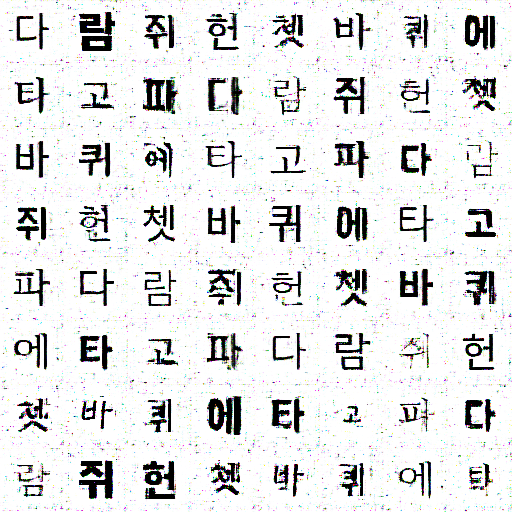 다 람 쥐 헌 쳇 바 퀴 에
타 고 파 다 람 쥐 헌 쳇
바 퀴 에 타 고 파 다 람
쥐 헌 쳇 바 퀴 에 타 고
파 다 람 쥐 헌 쳇 바 퀴
에 타 고 파 다 람 쥐 헌
쳇 바 퀴 에 타 고 파 다
람 쥐 헌 쳇 바 퀴 에 타